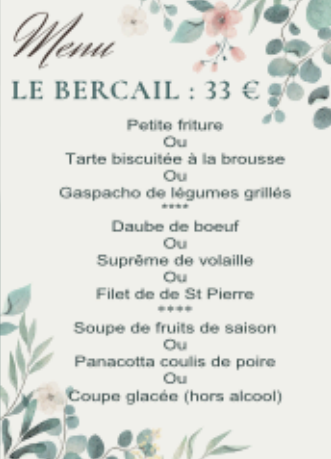 Menu
LE BERCAIL : 33 €
Petite friture
Ou
Tarte biscuitée à la brousse
Ou
Gaspacho de légumes grillés
****
Daube de boeuf
Ou
Suprême de volaille
Ou
Filet de de St Pierre
****
Soupe de fruits de saison
Ou
Panacotta coulis de poire
Ou
Coupe glacée (hors alcool)